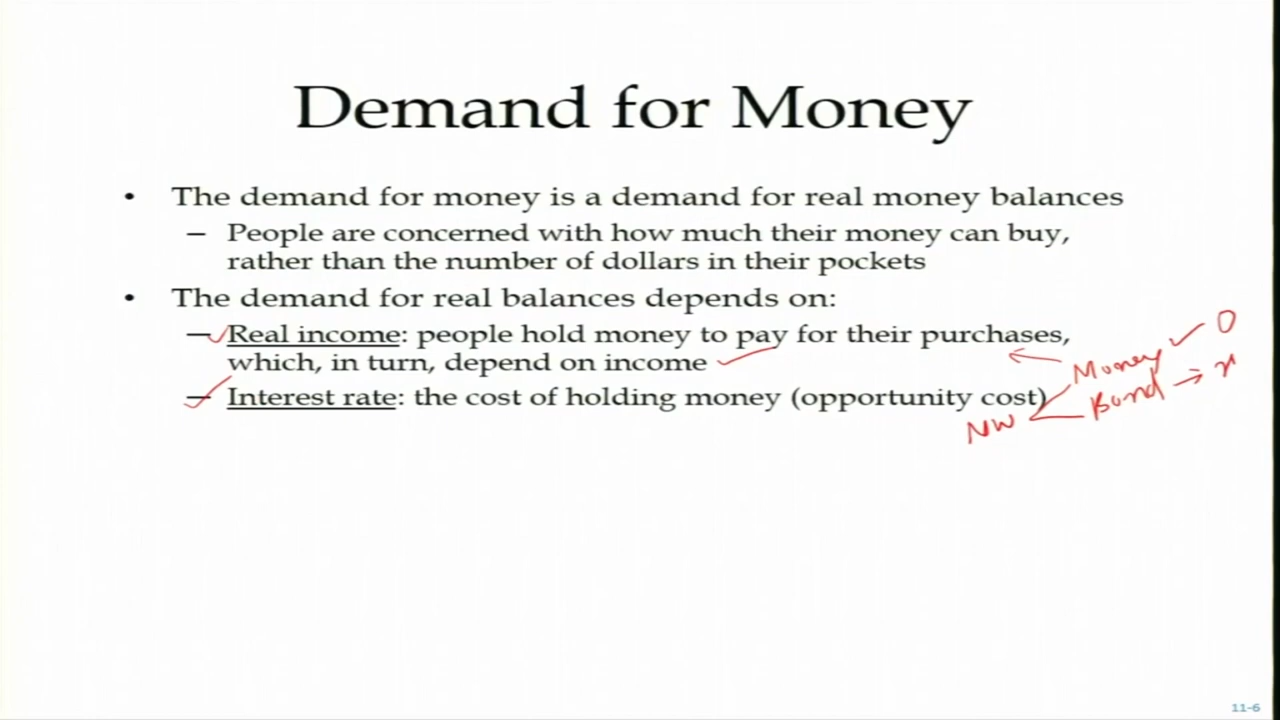 Demand for Money
• The demand for money is a demand for real money balances
– People are concerned with how much their money can buy,
rather than the number of dollars in their pockets
• The demand for real balances depends on:
– Real income: people hold money to pay for their purchases,
which, in turn, depend on income
– Interest rate: the cost of holding money (opportunity cost)
Money 0
Bond → r
NW
11-6